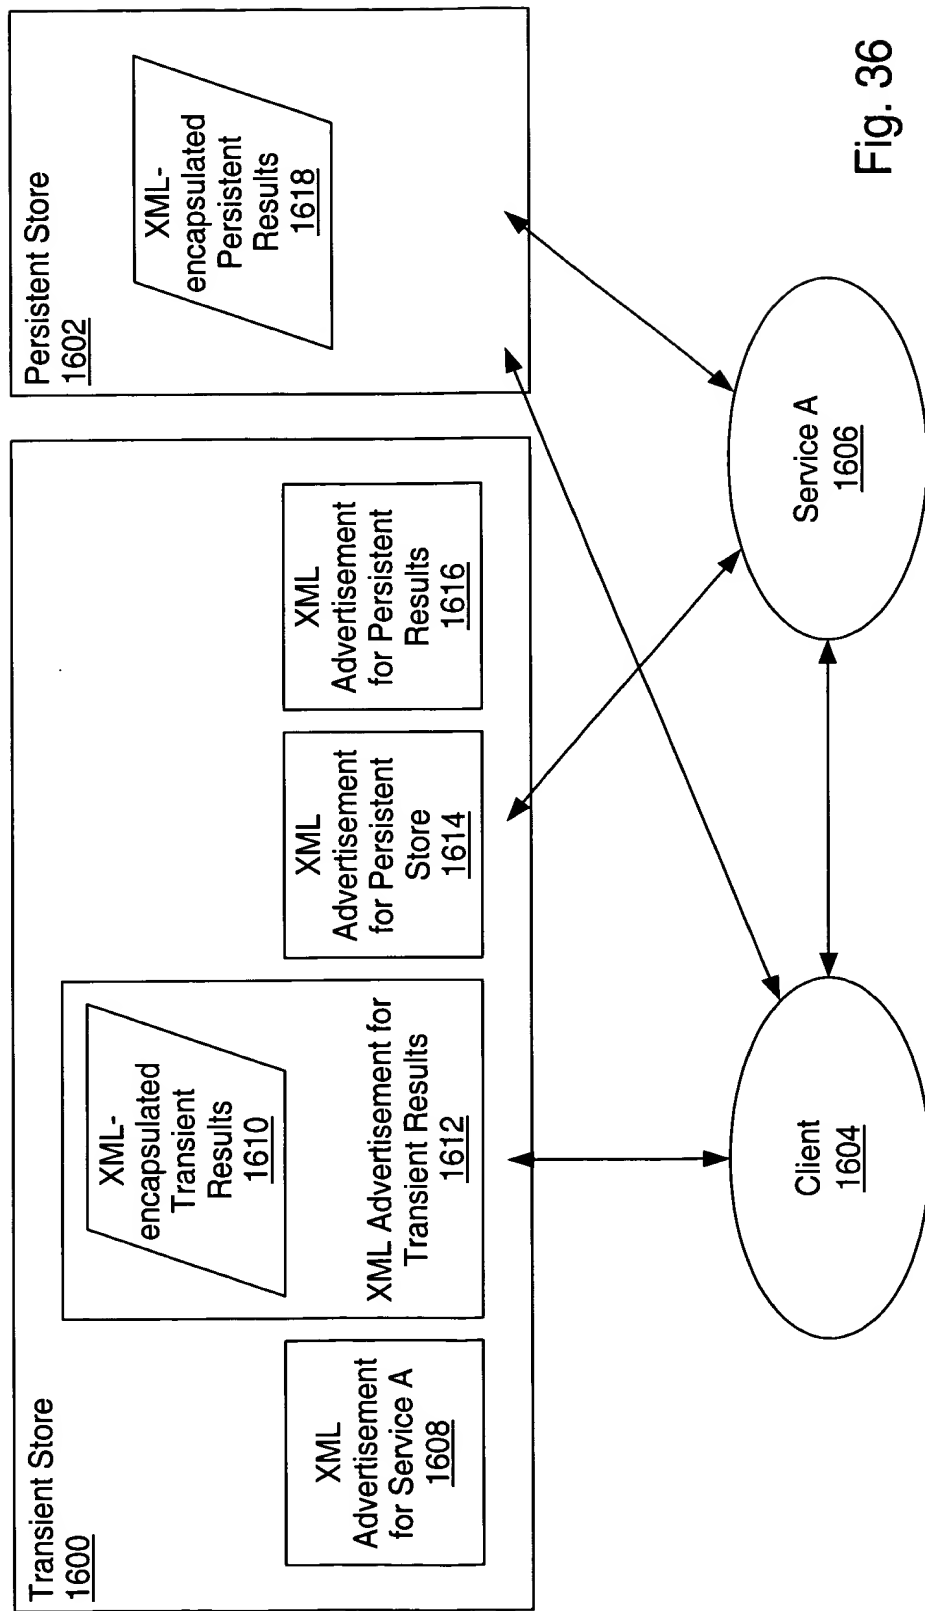 Transient Store
1600
XML
Advertisement
for Service A
1608
XML-
encapsulated
Transient
Results
1610
XML Advertisement for
Transient Results
1612
XML
Advertisement
for Persistent
Store
1614
XML
Advertisement
for Persistent
Results
1616
Persistent Store
1602
XML-
encapsulated
Persistent
Results
1618
Client
1604
Service A
1606
Fig. 36